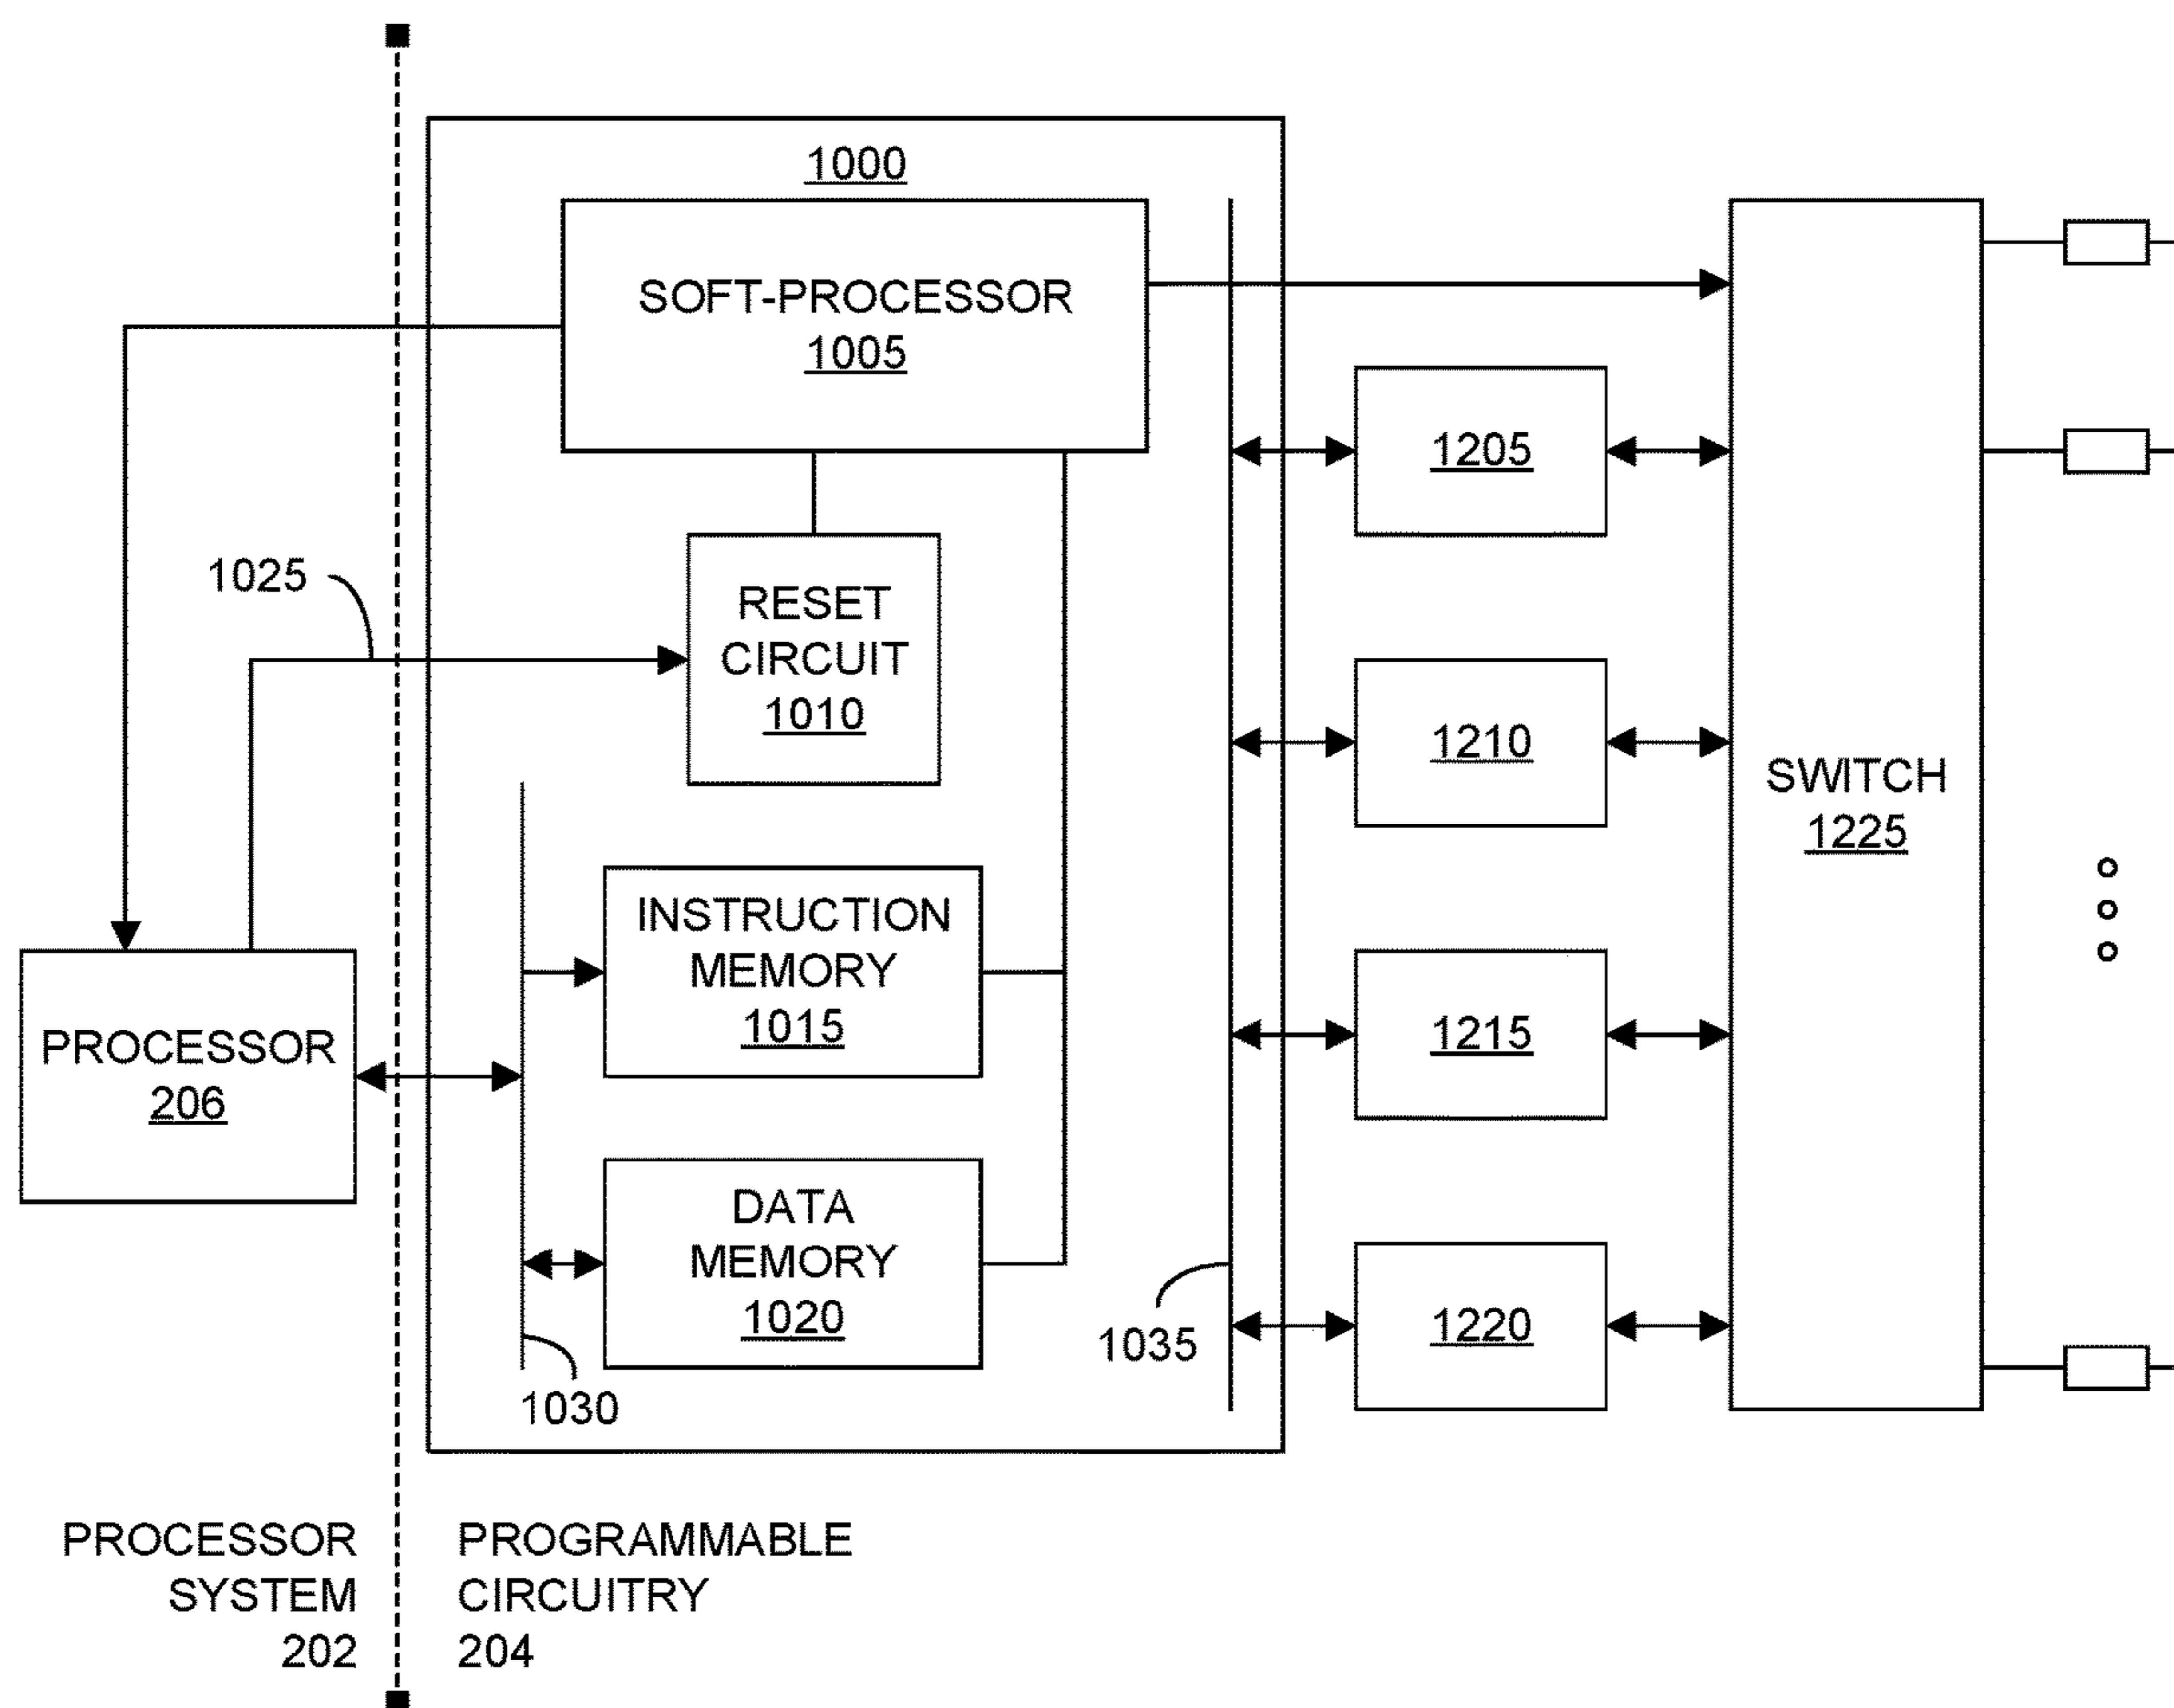 1000
SOFT-PROCESSOR
1005
1205
1025
RESET
CIRCUIT
1010
1210
SWITCH
1225
INSTRUCTION
MEMORY
1015
PROCESSOR
206
1215
DATA
MEMORY
1020
1220
1035
1030
PROCESSOR
SYSTEM
202
PROGRAMMABLE
CIRCUITRY
204